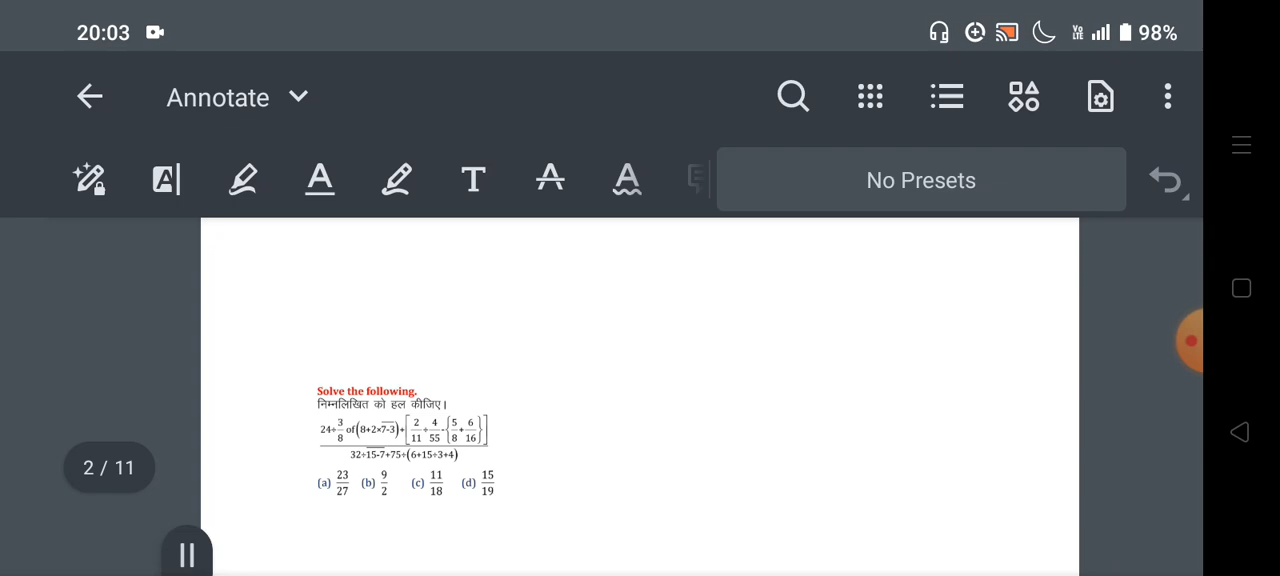 20:03
98%
Annotate
T
No Presets
Solve the following.
निम्नलिखित को हल कीजिए।
24÷3/8 of(8+2×7-3)+[2/11÷4/55-{5/8+6/16}]
32÷15-7+75÷(6+15÷3+4)
(a) 23/27 (b) 9/2 (c) 11/18 (d) 15/19
2 / 11